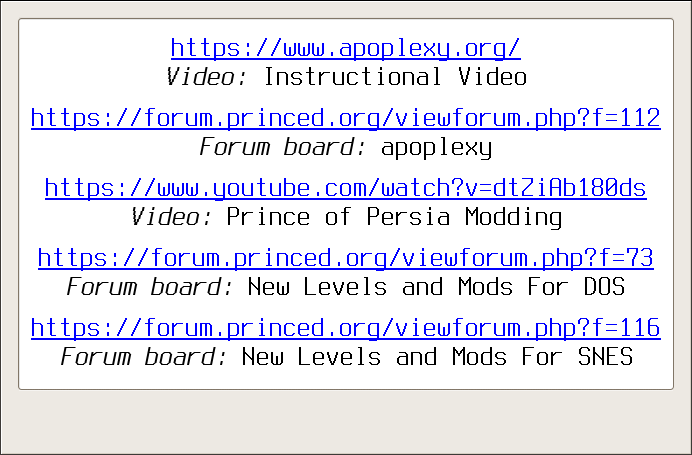 https://www.apoplexy.org/
Video: Instructional Video
https://forum.princed.org/viewforum.php?f=112
Forum board: apoplexy
https://www.youtube.com/watch?v=dtZiAb180ds
Video: Prince of Persia Modding
https://forum.princed.org/viewforum.php?f=73
Forum board: New Levels and Mods For DOS
https://forum.princed.org/viewforum.php?f=116
Forum board: New Levels and Mods For SNES